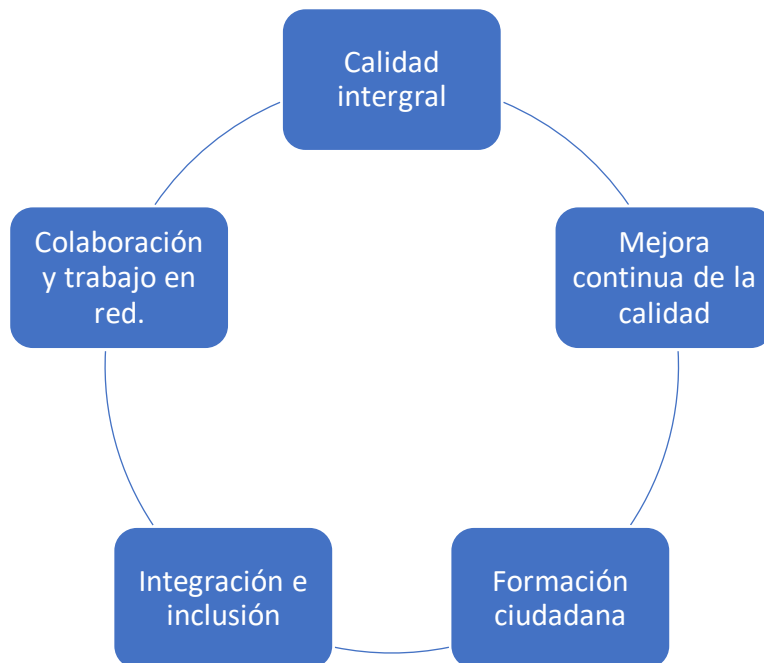 Calidad
intergral
Mejora
continua de la
calidad
Formación
ciudadana
Integración e
inclusión
Colaboración
y trabajo en
red.